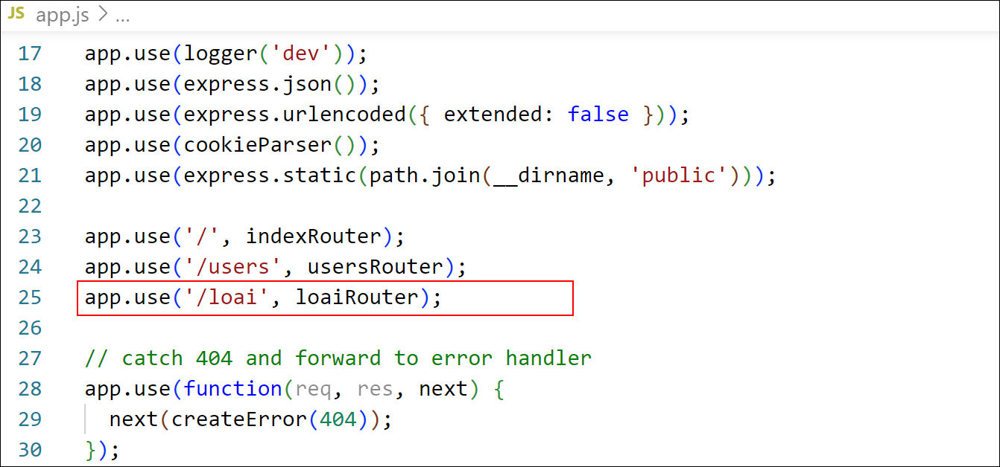 JS app.js > ...
17 app.use(logger('dev'));
18 app.use(express.json());
19 app.use(express.urlencoded({ extended: false }));
20 app.use(cookieParser());
21 app.use(express.static(path.join(__dirname, 'public')));
22
23 app.use('/', indexRouter);
24 app.use('/users', usersRouter);
25 app.use('/loai', loaiRouter);
26
27 // catch 404 and forward to error handler
28 app.use(function(req, res, next) {
29   next(createError(404));
30 });